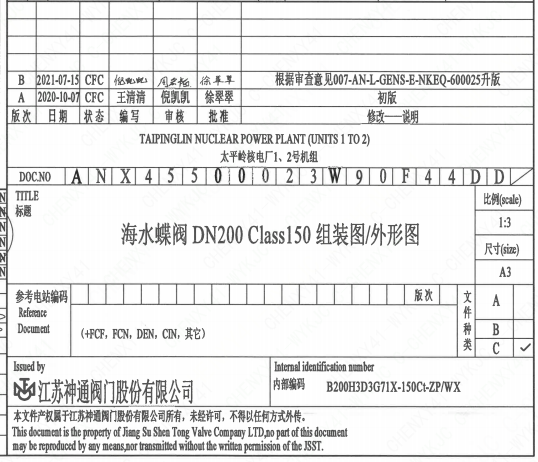 B 2021-07-15 CFC 徐翠翠 根据审查意见007-AN-L-GENS-E-NKEQ-600025升版
A 2020-10-07 CFC 王清清 倪凯凯 徐翠翠 初版
版次 日期 状态 编写 审核 批准 修改——说明
TAIPINGLIN NUCLEAR POWER PLANT (UNITS 1 TO 2)
太平岭核电厂1、2号机组
DOC.NO A N X 4 5 5 0 0 0 2 3 W 9 0 F 4 4 D D
TITLE
标题
海水蝶阀 DN200 Class150 组装图/外形图
比例(scale)
1:3
尺寸(size)
A3
参考电站编码
Reference
Document
版次
(+FCF, FCN, DEN, CIN, 其它)
文件种类
A
B
C ✓
Issued by
江苏神通阀门股份有限公司
Internal identification number
内部编码 B200H3D3G71X-150Ct-ZP/WX
本文件产权属于江苏神通阀门股份有限公司所有，未经许可，不得以任何方式外传。
This document is the property of Jiang Su Shen Tong Valve Company LTD,no part of this document
may be reproduced by any means,nor transmitted without the written permission of the JSST.